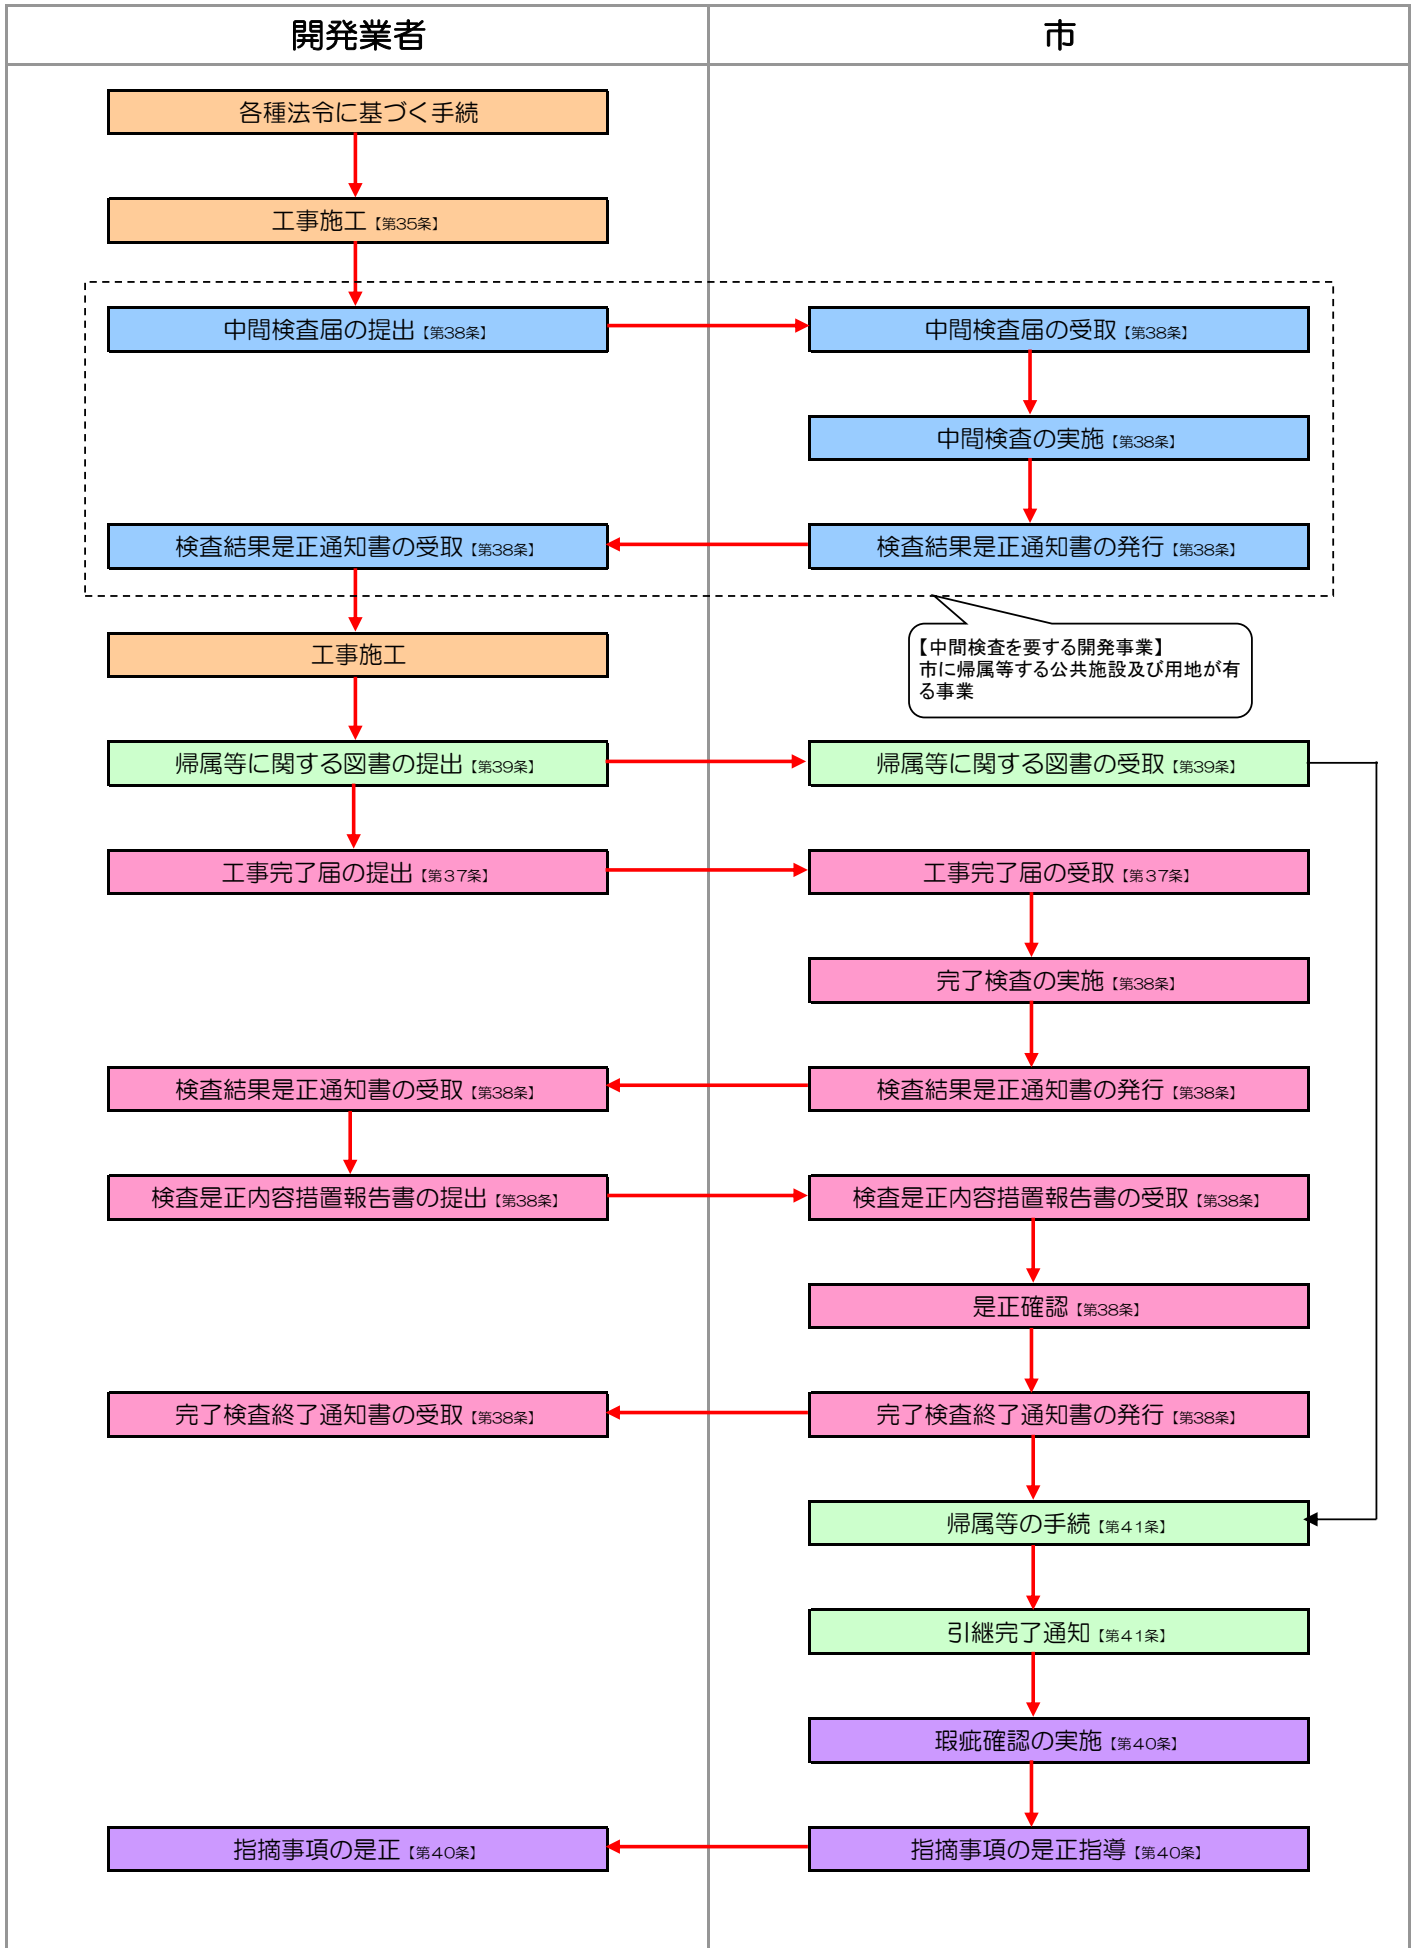 開発業者
市
各種法令に基づく手続
工事施工【第35条】
中間検査届の提出【第38条】
中間検査届の受取【第38条】
中間検査の実施【第38条】
検査結果是正通知書の受取【第38条】
検査結果是正通知書の発行【第38条】
工事施工
【中間検査を要する開発事業】
市に帰属等する公共施設及び用地が有
る事業
帰属等に関する図書の提出【第39条】
帰属等に関する図書の受取【第39条】
工事完了届の提出【第３７条】
工事完了届の受取【第３７条】
完了検査の実施【第38条】
検査結果是正通知書の受取【第38条】
検査結果是正通知書の発行【第38条】
検査是正内容措置報告書の提出【第38条】
検査是正内容措置報告書の受取【第38条】
是正確認【第38条】
完了検査終了通知書の受取【第38条】
完了検査終了通知書の発行【第38条】
帰属等の手続【第４１条】
引継完了通知【第４１条】
瑕疵確認の実施【第４０条】
指摘事項の是正【第４０条】
指摘事項の是正指導【第４０条】